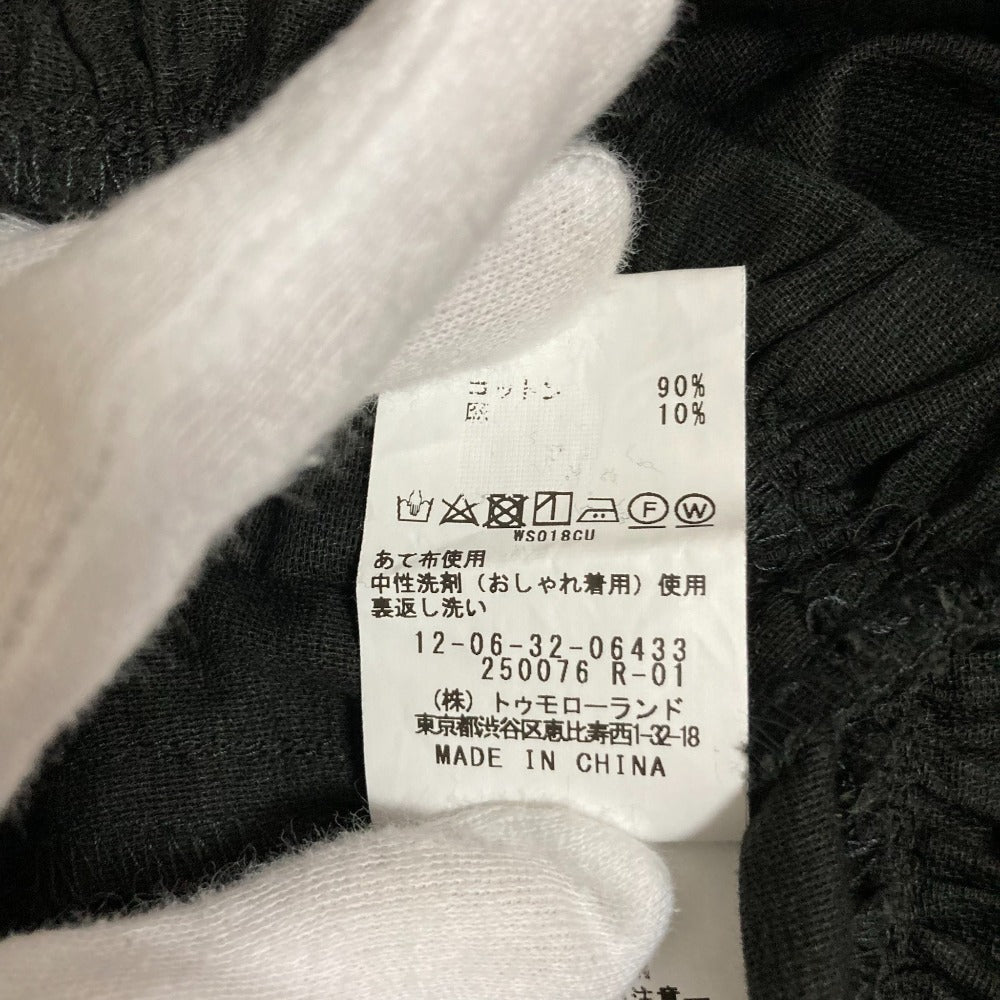 コットン 90%
10%
F W
WS018CU
あて布使用
中性洗剤(おしゃれ着用)使用
裏返し洗い
12-06-32-06433
250076 R-01
(株)トゥモローランド
東京都渋谷区恵比寿西1-32-18
MADE IN CHINA
注意